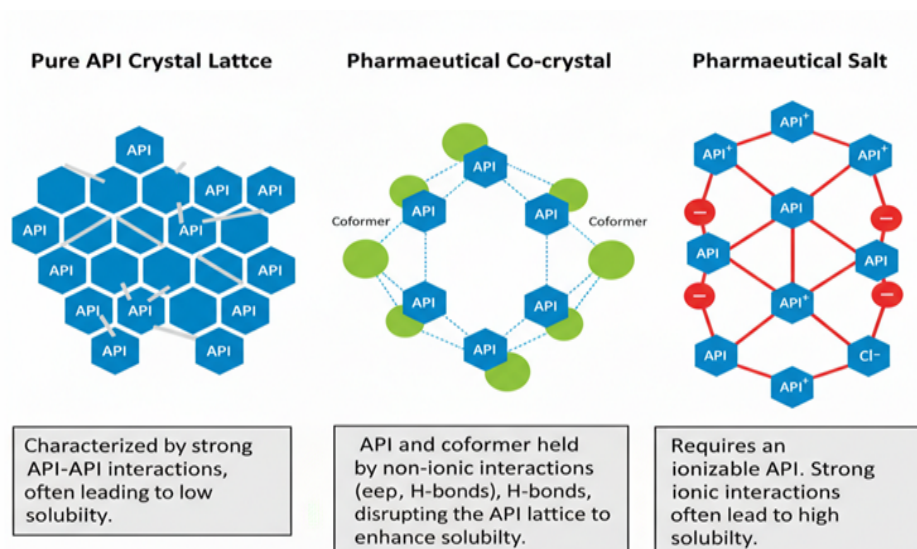 Pure API Crystal Lattce
API
API
API
API
API
API
API
API
API
API
API
API
API
Characterized by strong
API-API interactions,
often leading to low
solubilty.
Pharmaeutical Co-crystal
API
API
API
Coformer
Coformer
API
API
API
API and coformer held
by non-ionic interactions
(eep, H-bonds), H-bonds,
disrupting the API lattice to
enhance solubilty.
Pharmaceutical Salt
API⁺
API⁺
API⁺
API
−
−
API
API
API⁺
−
−
API
Cl−
API⁺
Requires an
ionizable API. Strong
ionic interactions
often lead to high
solubilty.